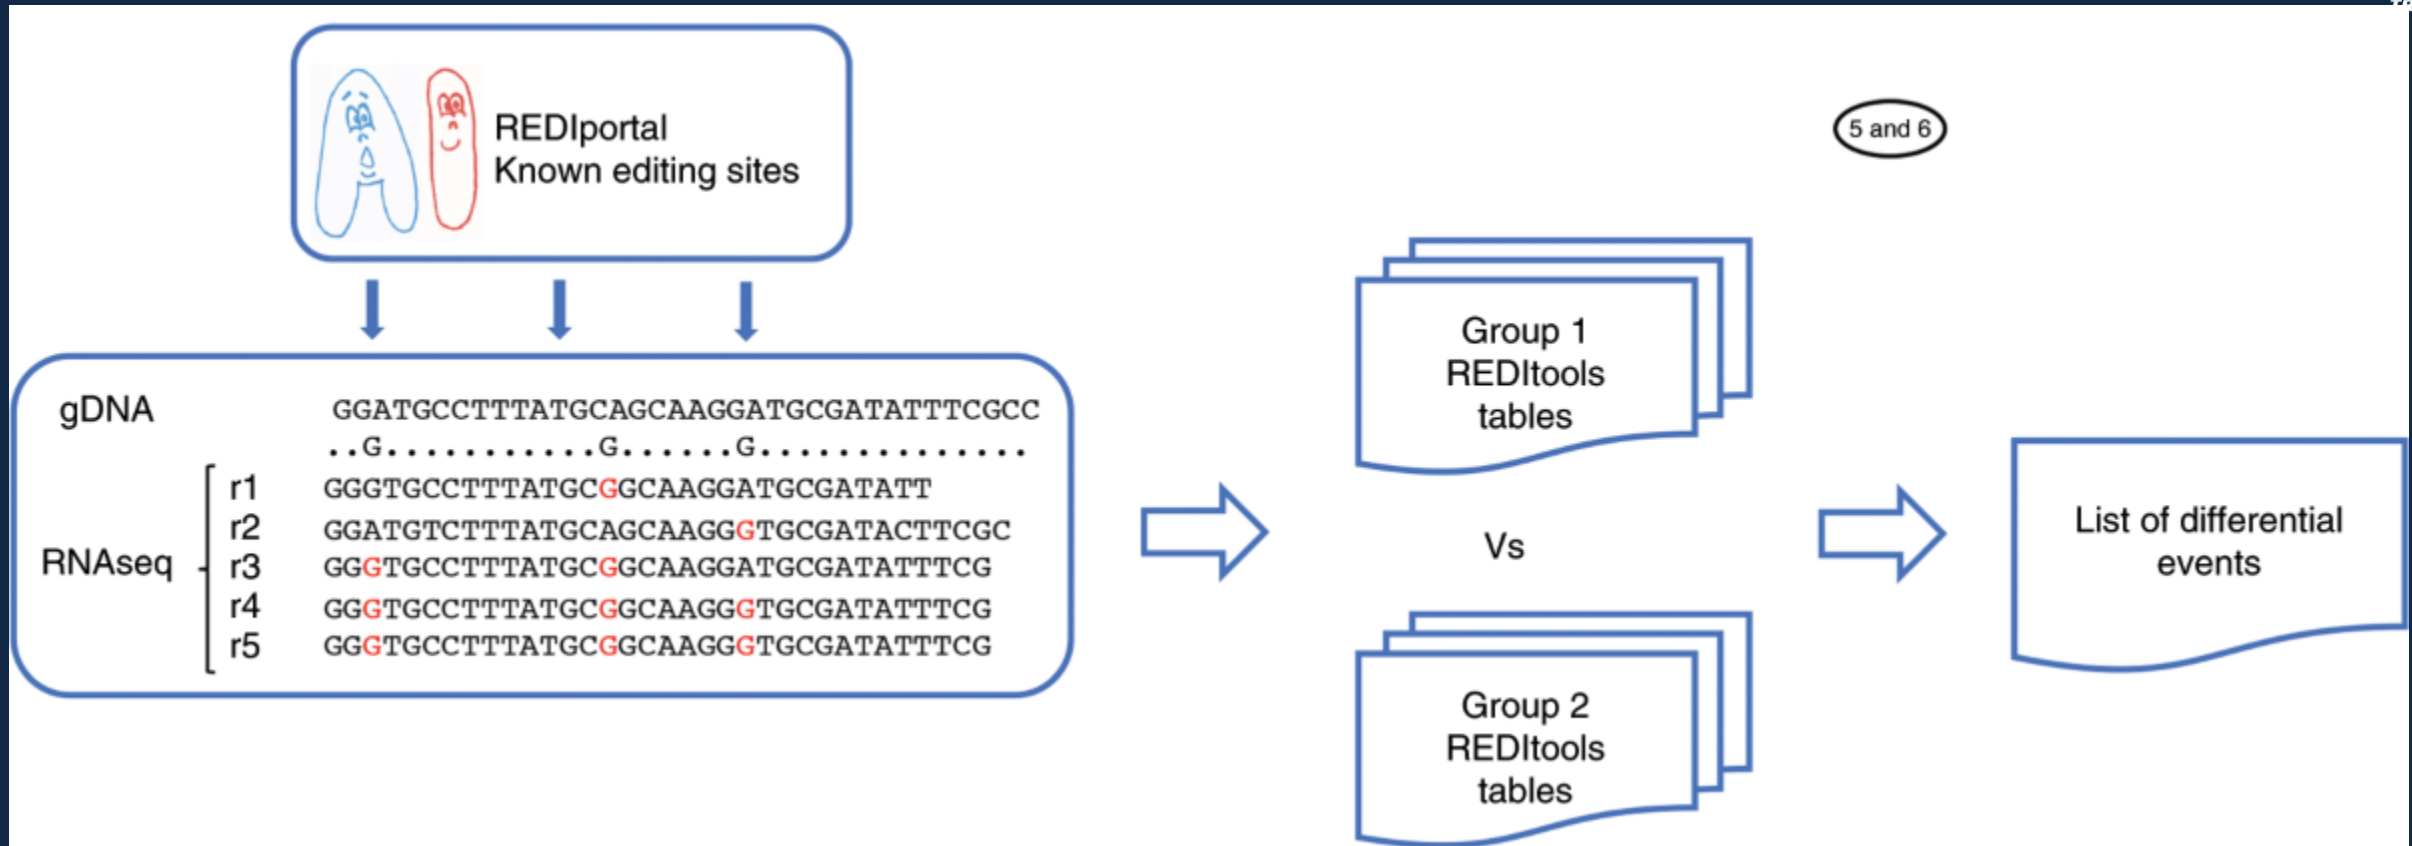 REDIportal
Known editing sites
5 and 6
gDNA GGATGCCTTTATGCAGCAAGGATGCGATATTTCGCC
..G...........G......G..............
RNAseq
r1 GGGTGCCTTTATGCGGCAAGGATGCGATATT
r2 GGATGTCTTTATGCAGCAAGGGTGCGATACTTCGC
r3 GGGTGCCTTTATGCGGCAAGGATGCGATATTTCG
r4 GGGTGCCTTTATGCGGCAAGGGTGCGATATTTCG
r5 GGGTGCCTTTATGCGGCAAGGGTGCGATATTTCG
Group 1
REDItools
tables
Vs
Group 2
REDItools
tables
List of differential
events